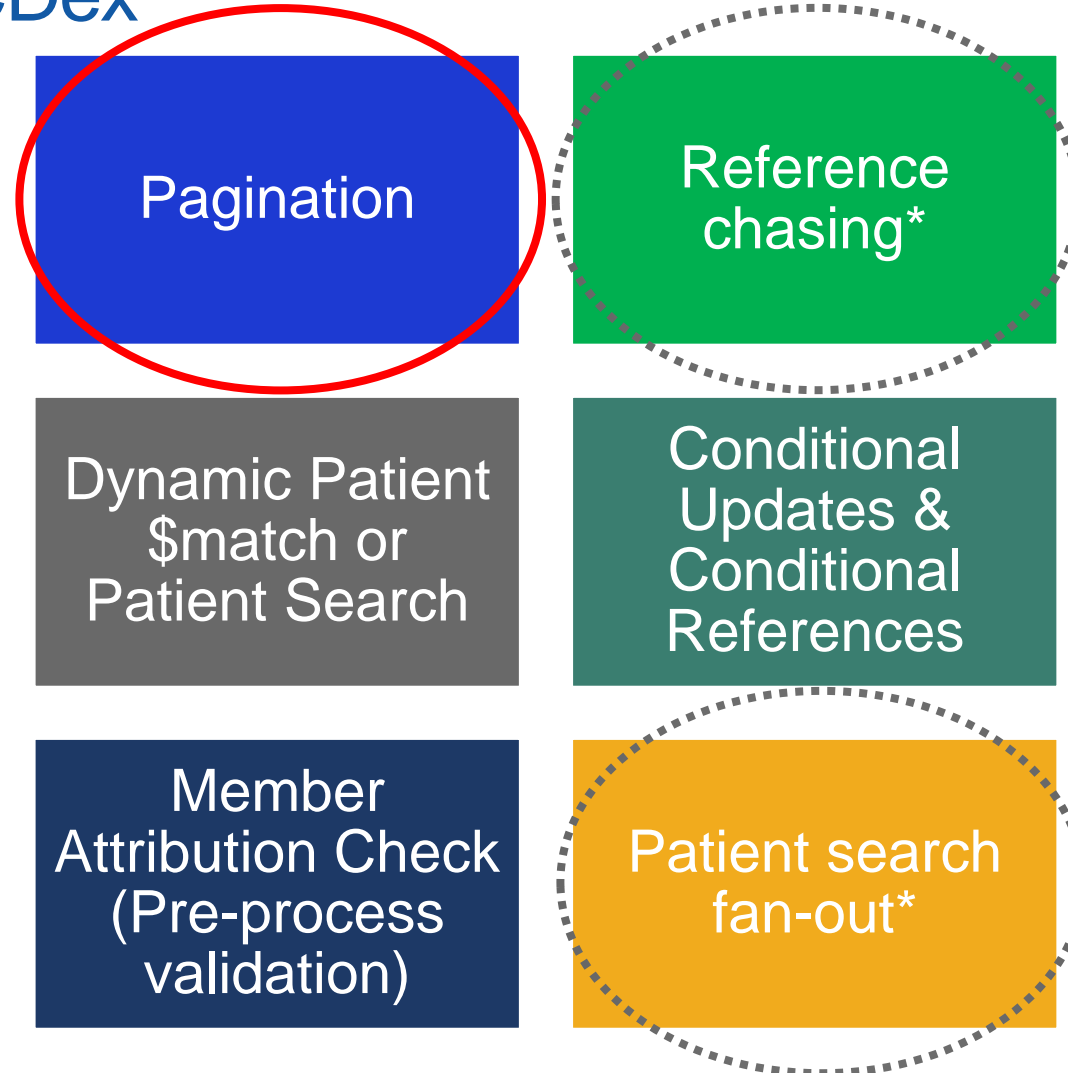 Pagination
Reference
chasing*
Dynamic Patient
$match or
Patient Search
Conditional
Updates &
Conditional
References
Member
Attribution Check
(Pre-process
validation)
Patient search
fan-out*